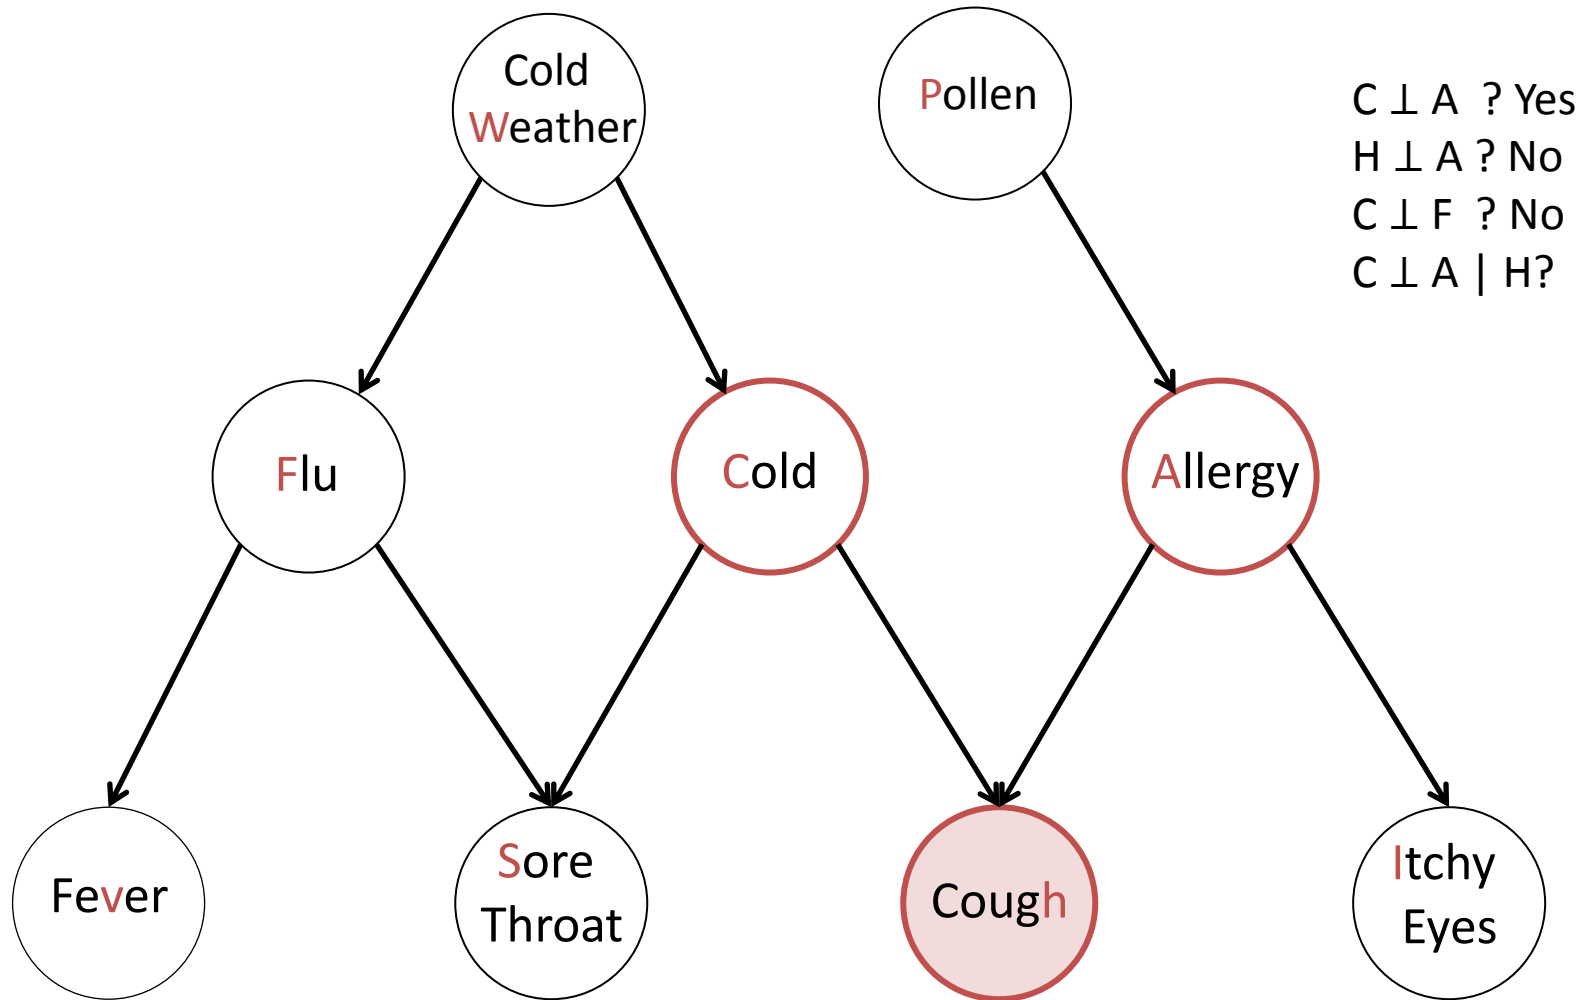 Cold
Weather
Pollen
C ⊥ A ? Yes
H ⊥ A ? No
C ⊥ F ? No
C ⊥ A | H?
Flu
Cold
Allergy
Fever
Sore
Throat
Cough
Itchy
Eyes